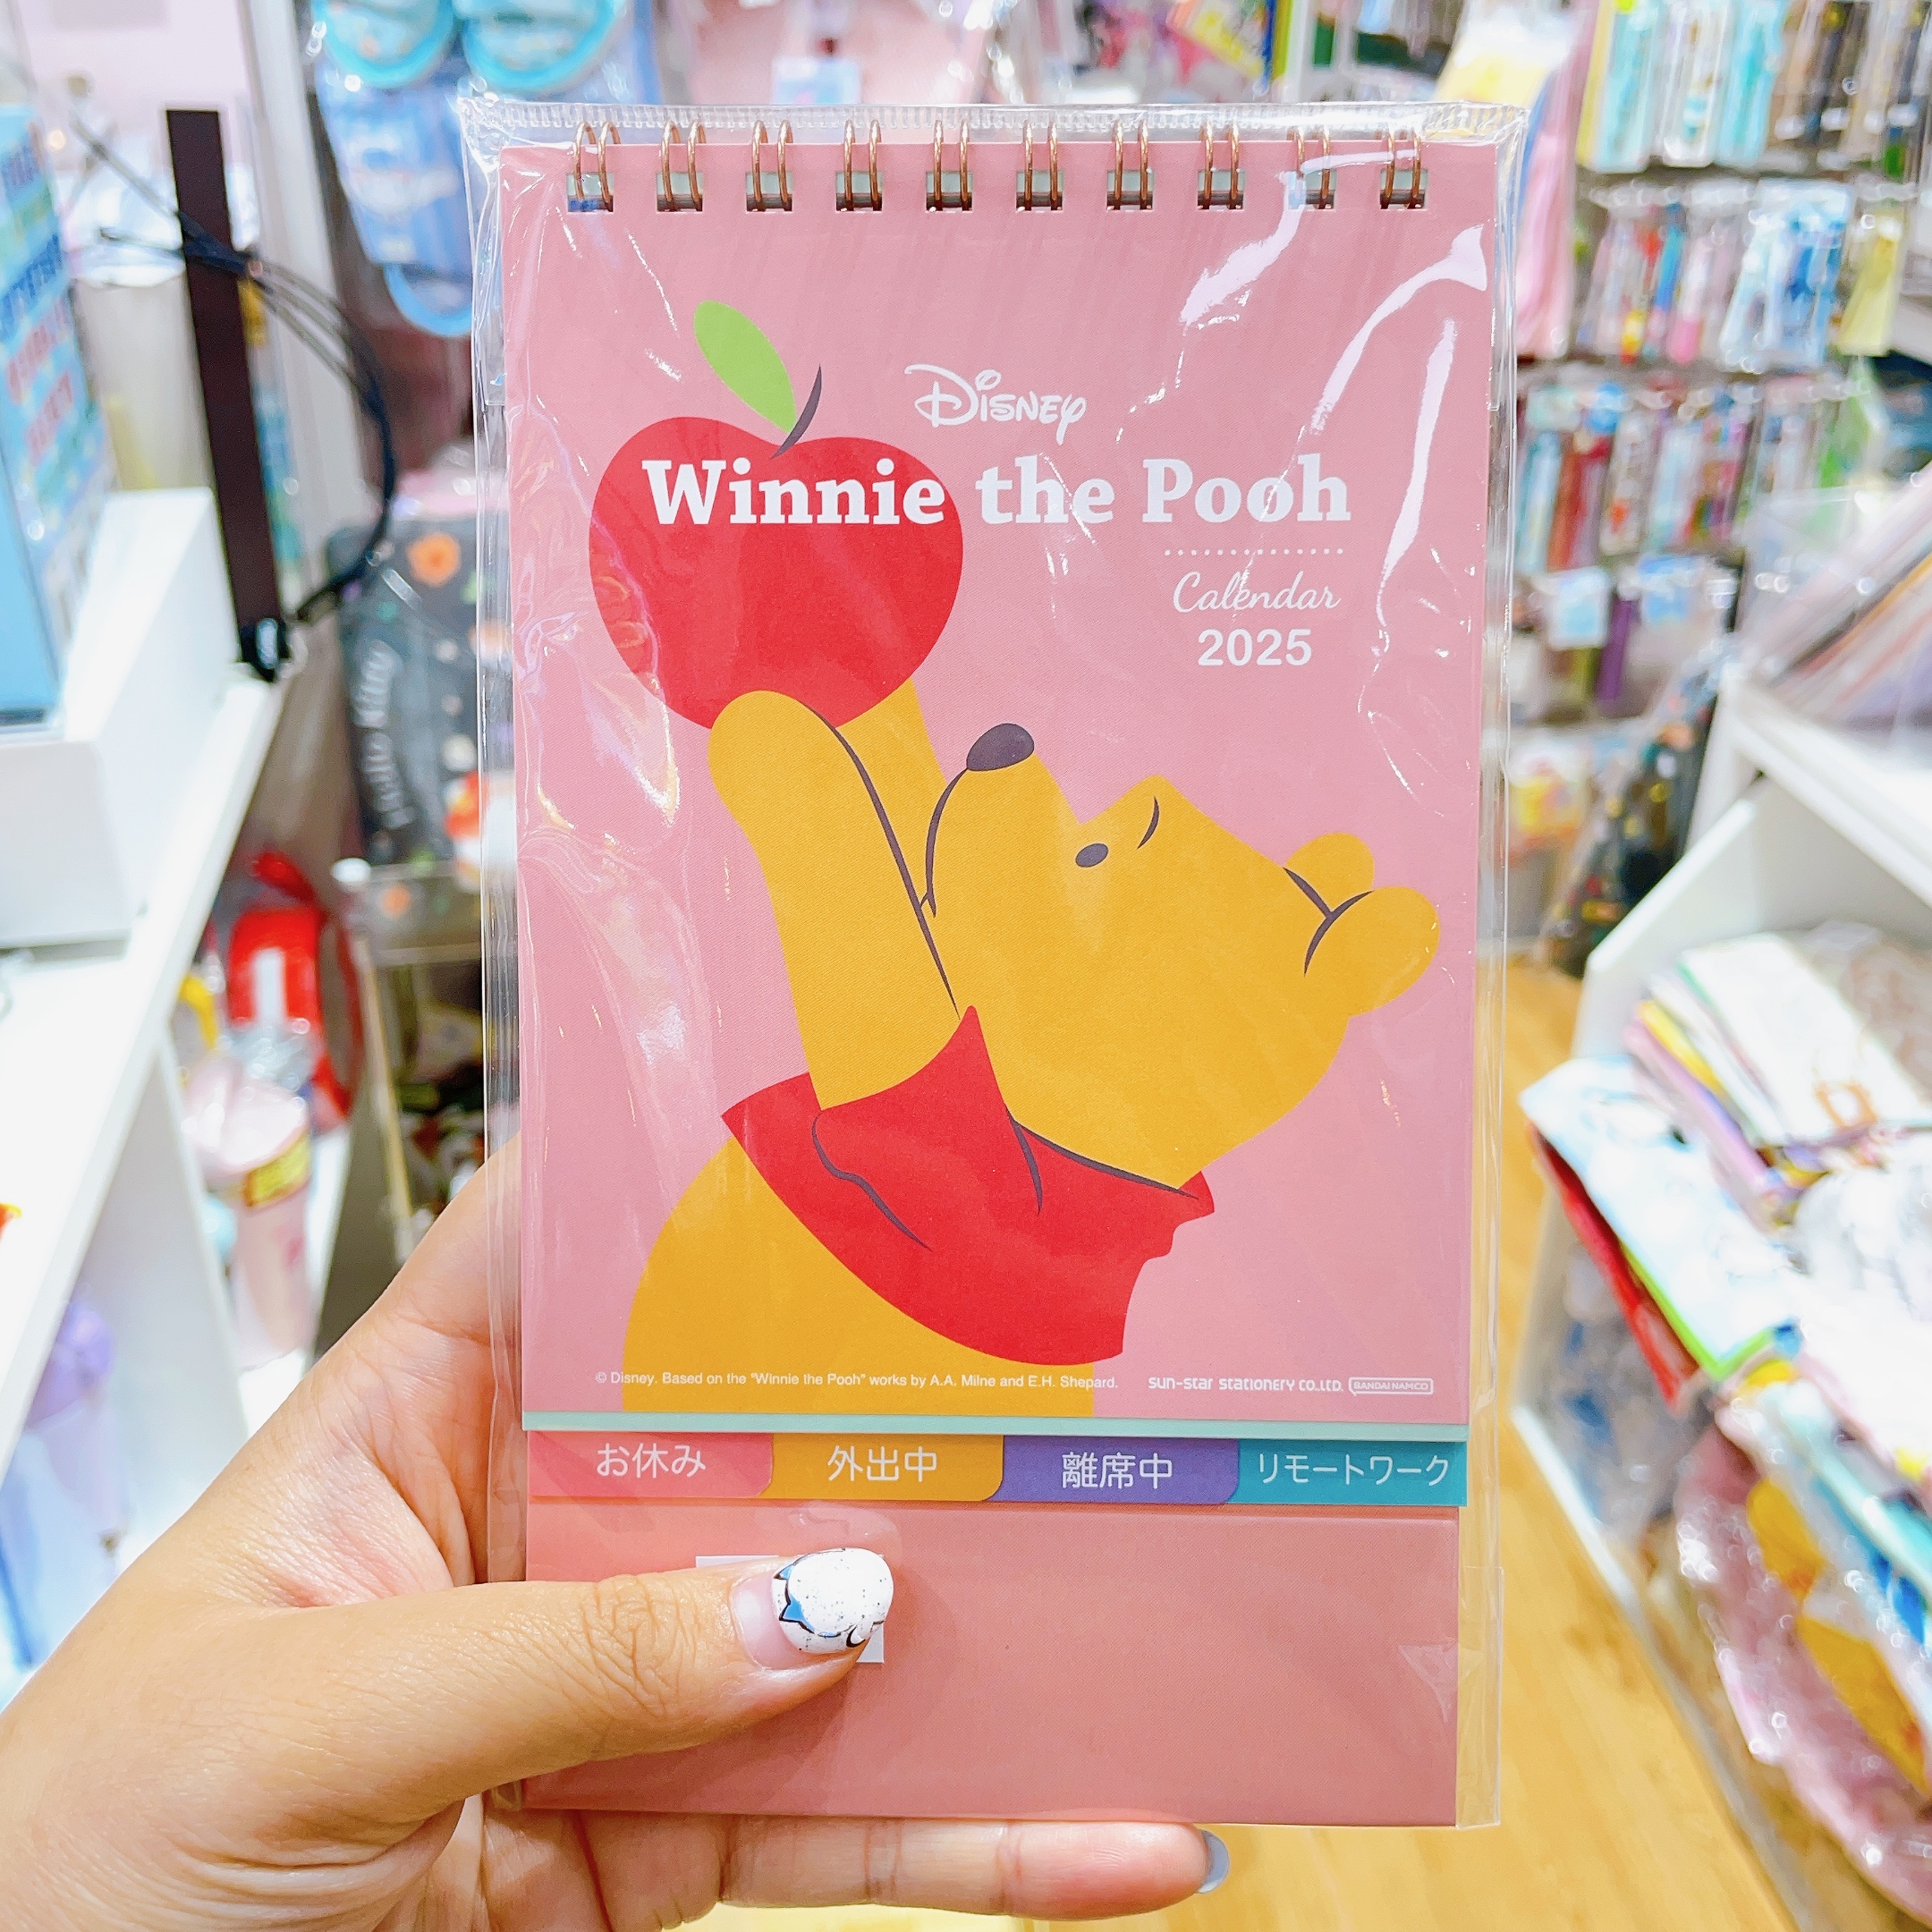 Disney
Winnie the Pooh
Calendar
2025
© Disney. Based on the "Winnie the Pooh" works by A.A. Milne and E.H. Shepard.
sun-star stationery co.,ltd. BANDAI NAMCO
お休み 外出中 離席中 リモートワーク
Hello Kitty